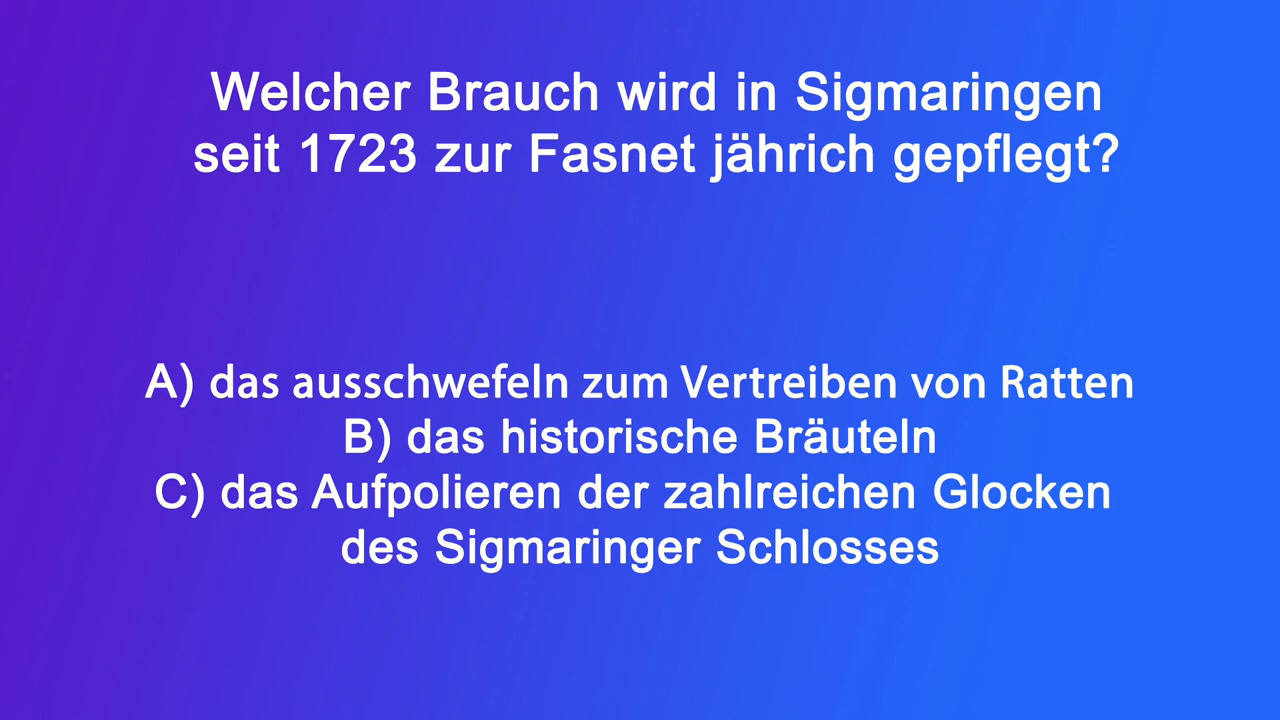 Welcher Brauch wird in Sigmaringen
seit 1723 zur Fasnet jährich gepflegt?
A) das ausschwefeln zum Vertreiben von Ratten
B) das historische Bräuteln
C) das Aufpolieren der zahlreichen Glocken
des Sigmaringer Schlosses